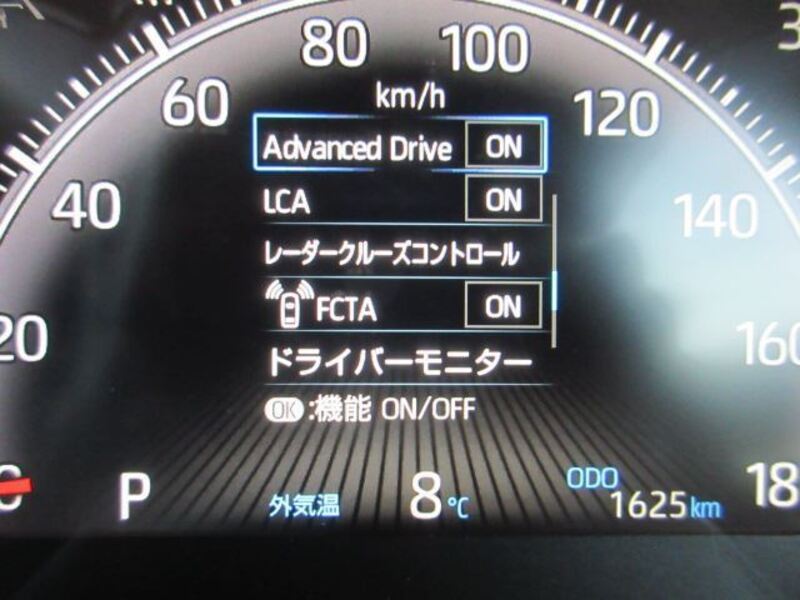 80 100
km/h
60 120
Advanced Drive ON
40 LCA ON 140
レーダークルーズコントロール
FCTA ON
20 160
ドライバーモニター
OK :機能 ON/OFF
P 外気温 8℃ ODO 1625km 18